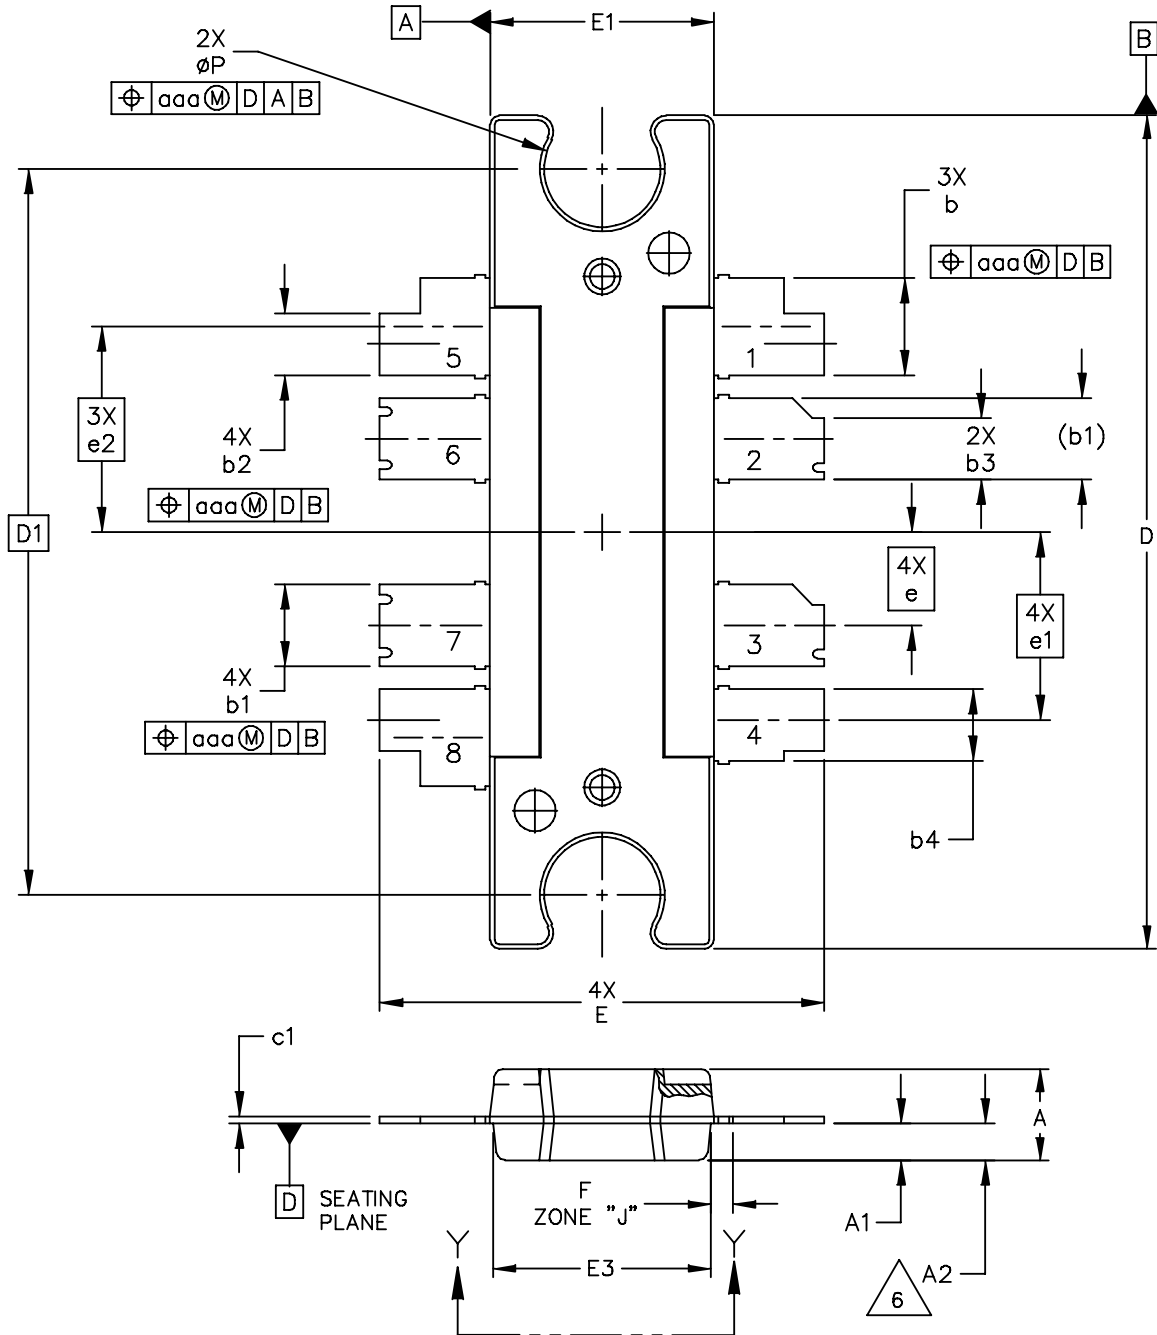 A
E1
B
2X
øP
⌖ aaa Ⓜ D A B
3X
b
⌖ aaa Ⓜ D B
5
1
3X
e2
4X
b2
6
2
2X
b3
(b1)
⌖ aaa Ⓜ D B
D1
D
4X
e
4X
e1
7
3
4X
b1
⌖ aaa Ⓜ D B
8
4
b4
4X
E
c1
A
D SEATING
PLANE
F
ZONE "J"
A1
Y
Y
E3
A2
6